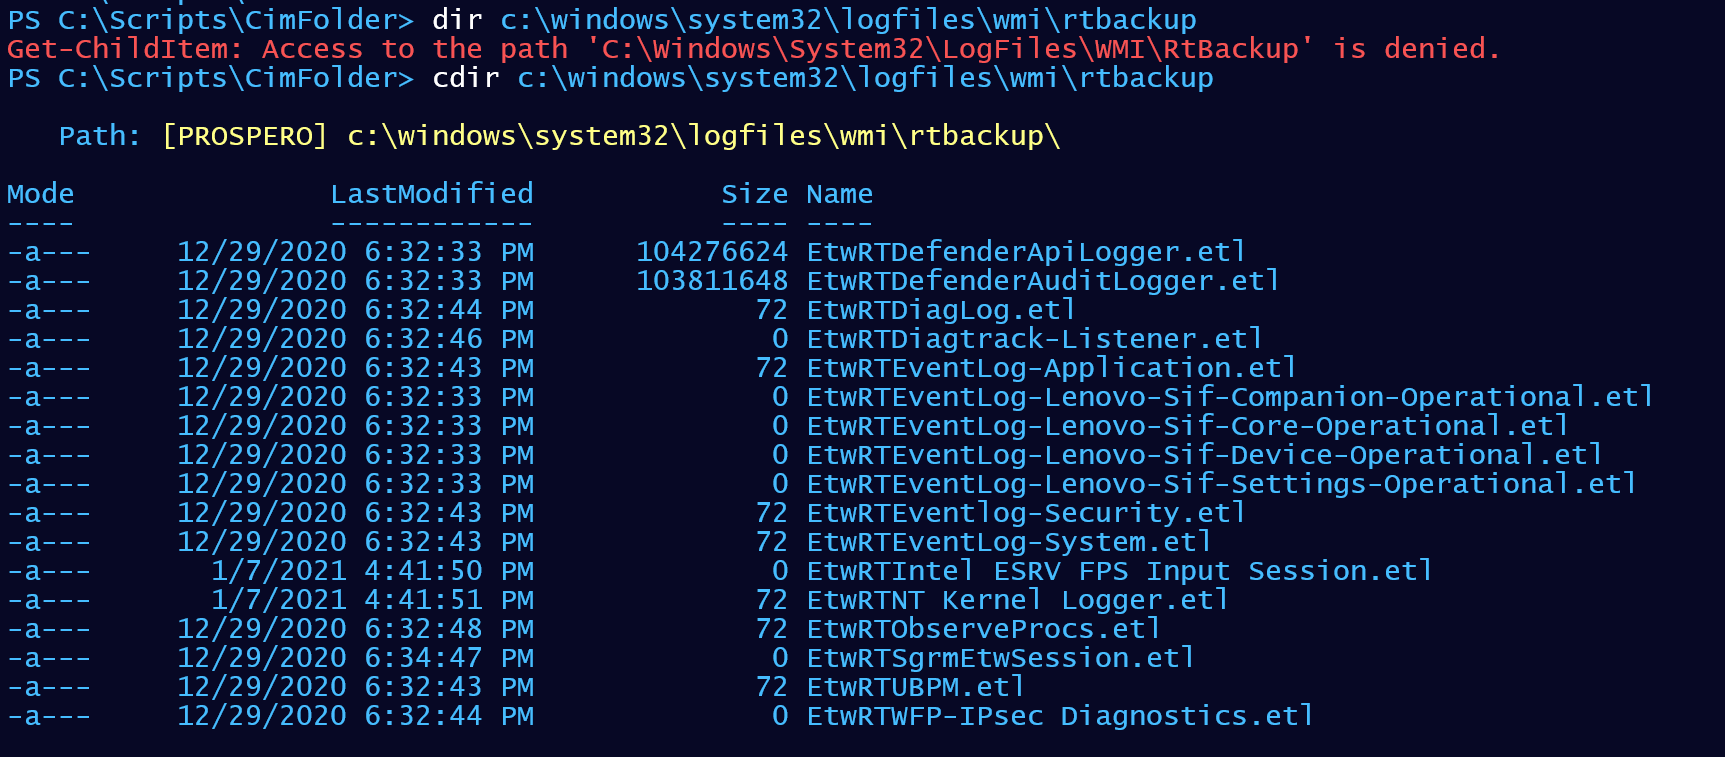 PS C:\Scripts\CimFolder> dir c:\windows\system32\logfiles\wmi\rtbackup
Get-ChildItem: Access to the path 'C:\Windows\System32\LogFiles\WMI\RtBackup' is denied.
PS C:\Scripts\CimFolder> cdir c:\windows\system32\logfiles\wmi\rtbackup
Path: [PROSPERO] c:\windows\system32\logfiles\wmi\rtbackup\
Mode LastModified Size Name
---- ------------ ---- ----
-a--- 12/29/2020 6:32:33 PM 104276624 EtwRTDefenderApiLogger.etl
-a--- 12/29/2020 6:32:33 PM 103811648 EtwRTDefenderAuditLogger.etl
-a--- 12/29/2020 6:32:44 PM 72 EtwRTDiagLog.etl
-a--- 12/29/2020 6:32:46 PM 0 EtwRTDiagtrack-Listener.etl
-a--- 12/29/2020 6:32:43 PM 72 EtwRTEventLog-Application.etl
-a--- 12/29/2020 6:32:33 PM 0 EtwRTEventLog-Lenovo-Sif-Companion-Operational.etl
-a--- 12/29/2020 6:32:33 PM 0 EtwRTEventLog-Lenovo-Sif-Core-Operational.etl
-a--- 12/29/2020 6:32:33 PM 0 EtwRTEventLog-Lenovo-Sif-Device-Operational.etl
-a--- 12/29/2020 6:32:33 PM 0 EtwRTEventLog-Lenovo-Sif-Settings-Operational.etl
-a--- 12/29/2020 6:32:43 PM 72 EtwRTEventlog-Security.etl
-a--- 12/29/2020 6:32:43 PM 72 EtwRTEventLog-System.etl
-a--- 1/7/2021 4:41:50 PM 0 EtwRTIntel ESRV FPS Input Session.etl
-a--- 1/7/2021 4:41:51 PM 72 EtwRTNT Kernel Logger.etl
-a--- 12/29/2020 6:32:48 PM 72 EtwRTObserveProcs.etl
-a--- 12/29/2020 6:34:47 PM 0 EtwRTSgrmEtwSession.etl
-a--- 12/29/2020 6:32:43 PM 72 EtwRTUBPM.etl
-a--- 12/29/2020 6:32:44 PM 0 EtwRTWFP-IPsec Diagnostics.etl